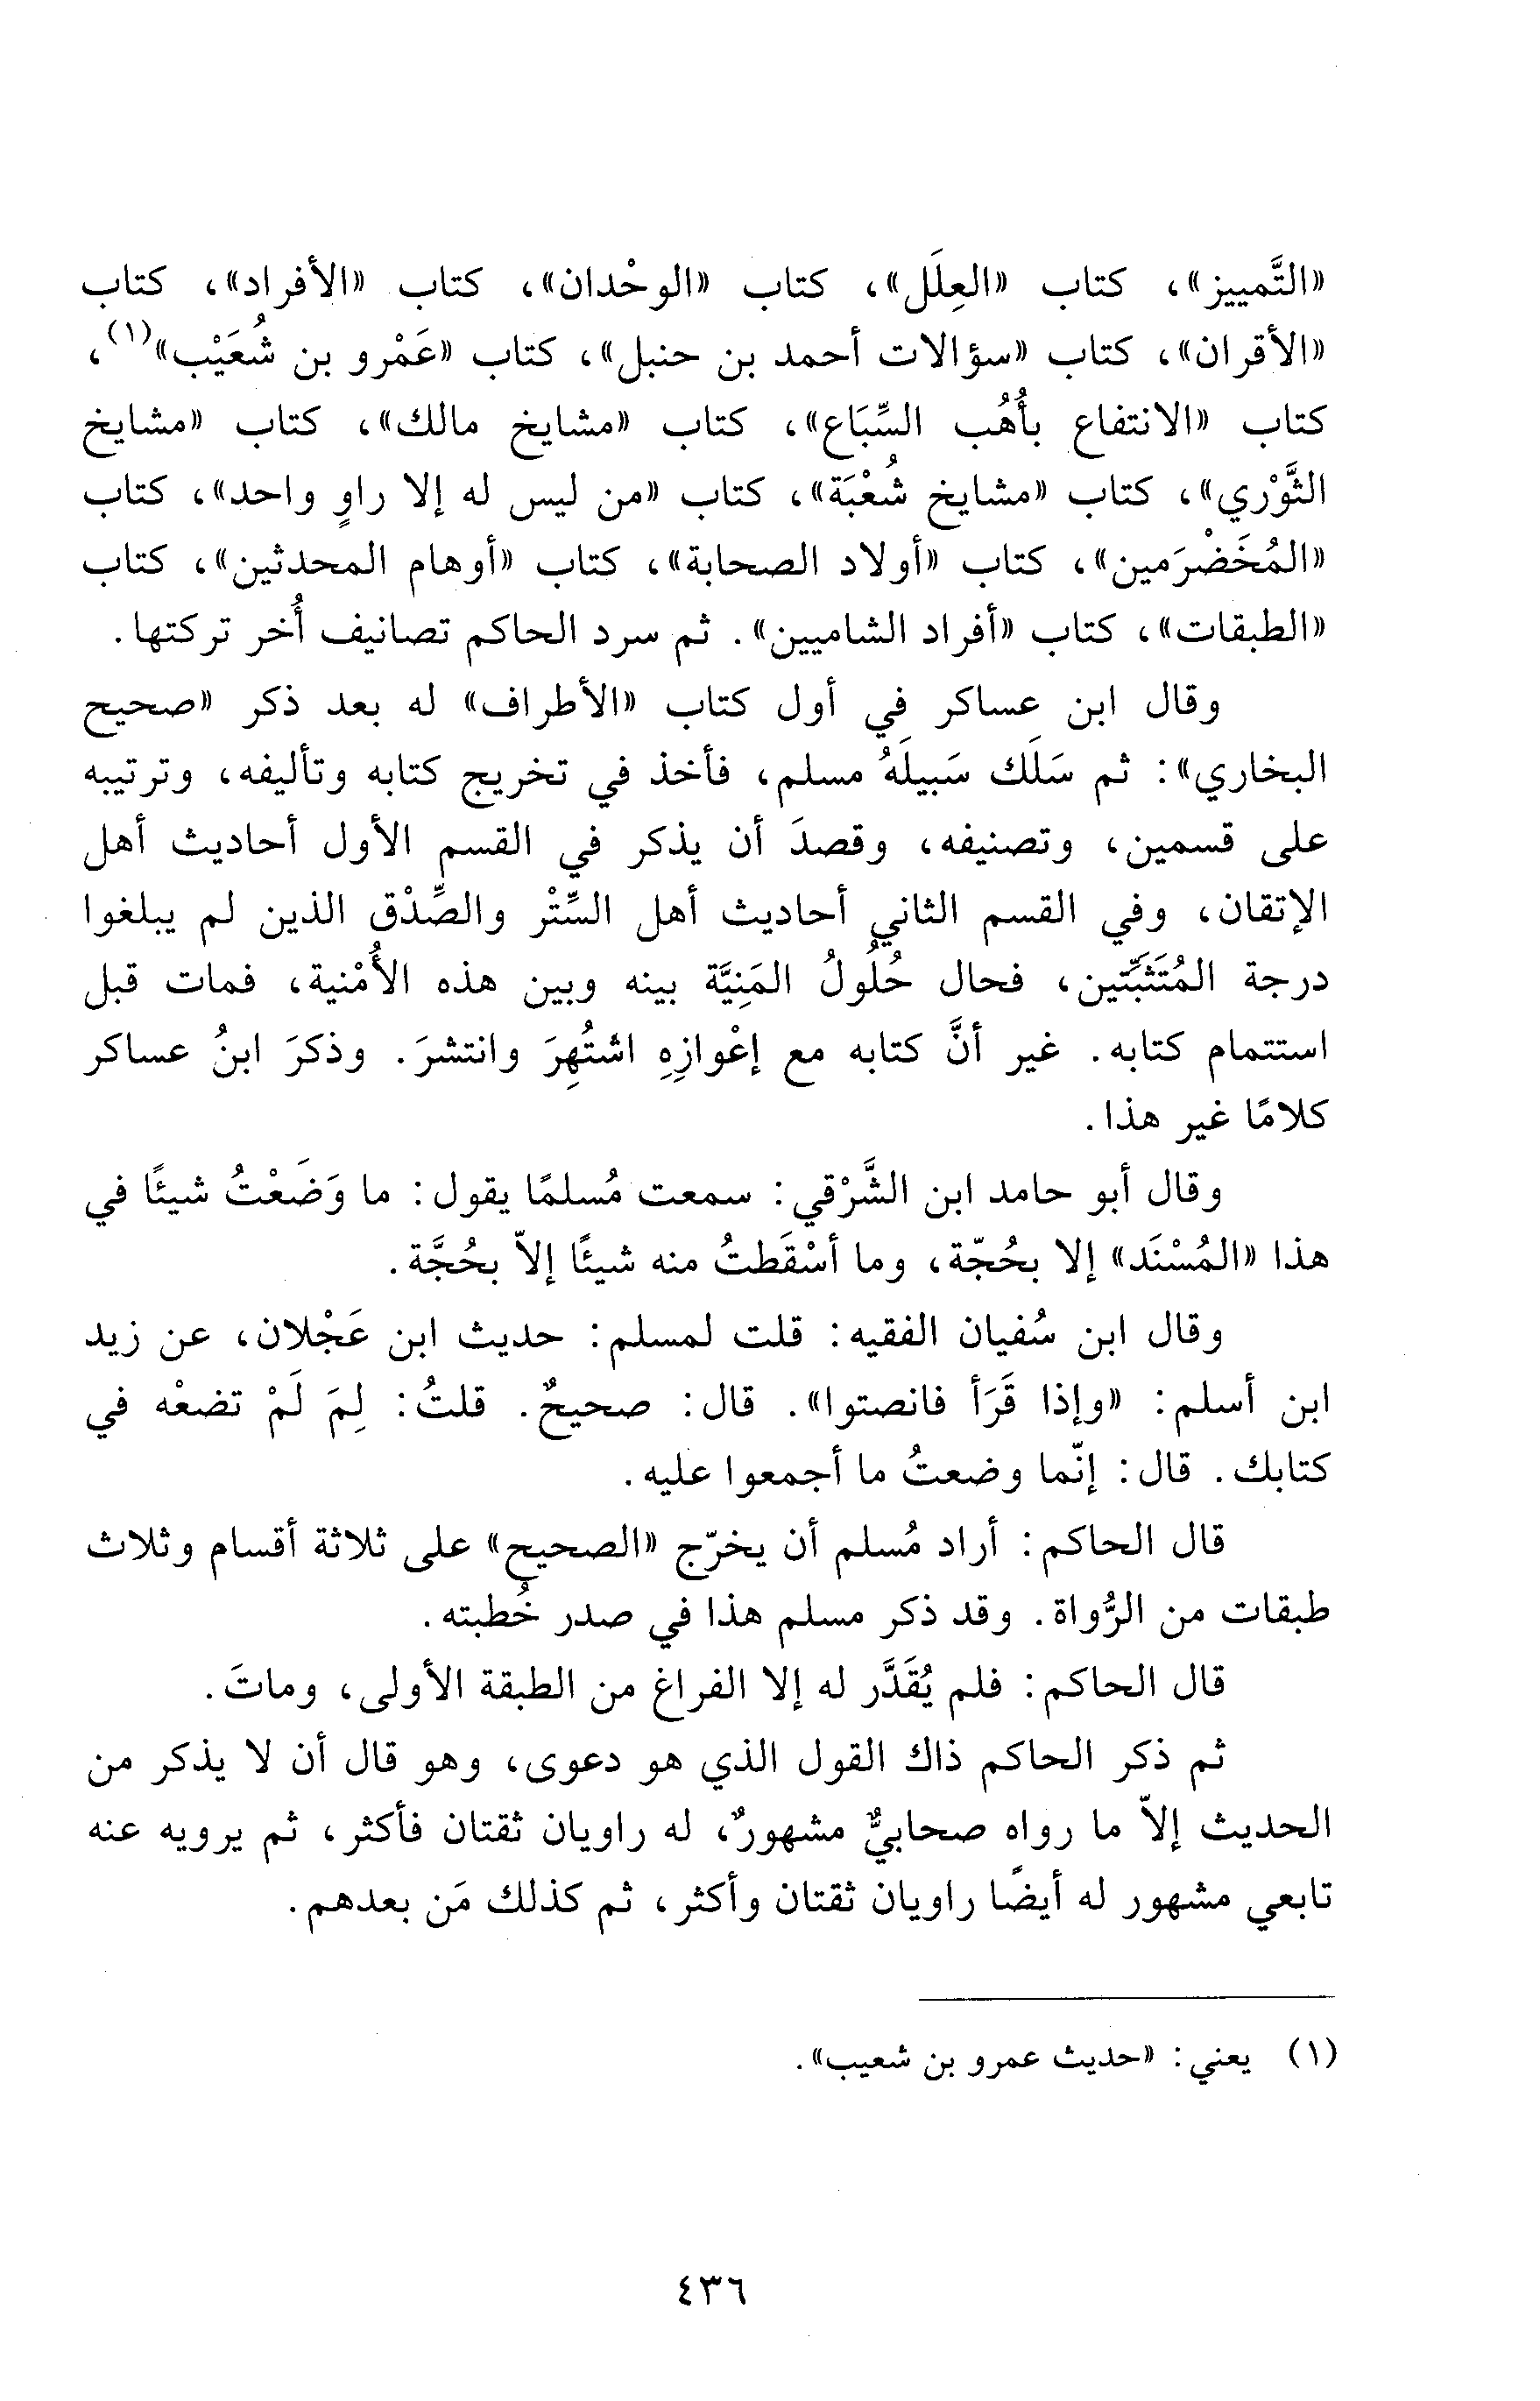 «التَّمييز»، كتاب «العِلَل»، كتاب «الوحْدان»، كتاب «الأفراد»، كتاب
«الأقران»، كتاب «سؤالات أحمد بن حنبل»، كتاب «عَمْرو بن شُعَيْب»(١)،
كتاب «الانتفاع بأُهُب السِّبَاع»، كتاب «مشايخ مالك»، كتاب «مشايخ
الثَّوْري»، كتاب «مشايخ شُعْبَة»، كتاب «من ليس له إلا راوٍ واحد»، كتاب
«المُخَضْرَمين»، كتاب «أولاد الصحابة»، كتاب «أوهام المحدثين»، كتاب
«الطبقات»، كتاب «أفراد الشاميين». ثم سرد الحاكم تصانيف أُخر تركتها.
وقال ابن عساكر في أول كتاب «الأطراف» له بعد ذكر «صحيح
البخاري»: ثم سَلَك سَبيلَهُ مسلم، فأخذ في تخريج كتابه وتأليفه، وترتيبه
على قسمين، وتصنيفه، وقصدَ أن يذكر في القسم الأول أحاديث أهل
الإتقان، وفي القسم الثاني أحاديث أهل السِّتْر والصِّدْق الذين لم يبلغوا
درجة المُتَثَبِّتين، فحال حُلُولُ المَنِيَّة بينه وبين هذه الأُمْنية، فمات قبل
استتمام كتابه. غير أنَّ كتابه مع إعْوازِهِ اشتُهِرَ وانتشرَ. وذكرَ ابنُ عساكر
كلامًا غير هذا.
وقال أبو حامد ابن الشَّرْقي: سمعت مُسلمًا يقول: ما وَضَعْتُ شيئًا في
هذا «المُسْنَد» إلا بحُجّة، وما أسْقَطتُ منه شيئًا إلاّ بحُجَّة.
وقال ابن سُفيان الفقيه: قلت لمسلم: حديث ابن عَجْلان، عن زيد
ابن أسلم: «وإذا قَرَأ فانصتوا». قال: صحيحٌ. قلتُ: لِمَ لَمْ تضعْه في
كتابك. قال: إنّما وضعتُ ما أجمعوا عليه.
قال الحاكم: أراد مُسلم أن يخرّج «الصحيح» على ثلاثة أقسام وثلاث
طبقات من الرُّواة. وقد ذكر مسلم هذا في صدر خُطبته.
قال الحاكم: فلم يُقَدَّر له إلا الفراغ من الطبقة الأولى، وماتَ.
ثم ذكر الحاكم ذاك القول الذي هو دعوى، وهو قال أن لا يذكر من
الحديث إلاّ ما رواه صحابيٌّ مشهورٌ، له راويان ثقتان فأكثر، ثم يرويه عنه
تابعي مشهور له أيضًا راويان ثقتان وأكثر، ثم كذلك مَن بعدهم.
(١) يعني: «حديث عمرو بن شعيب».
٤٣٦